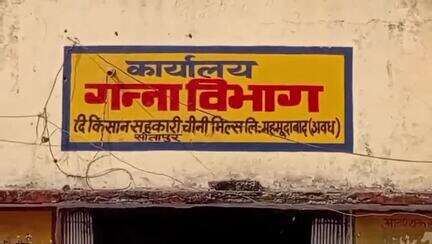 कार्यालय
गन्ना विभाग
दि किसान सहकारी चीनी मिल्स लि: महमूदाबाद (अवध)
सीतापुर